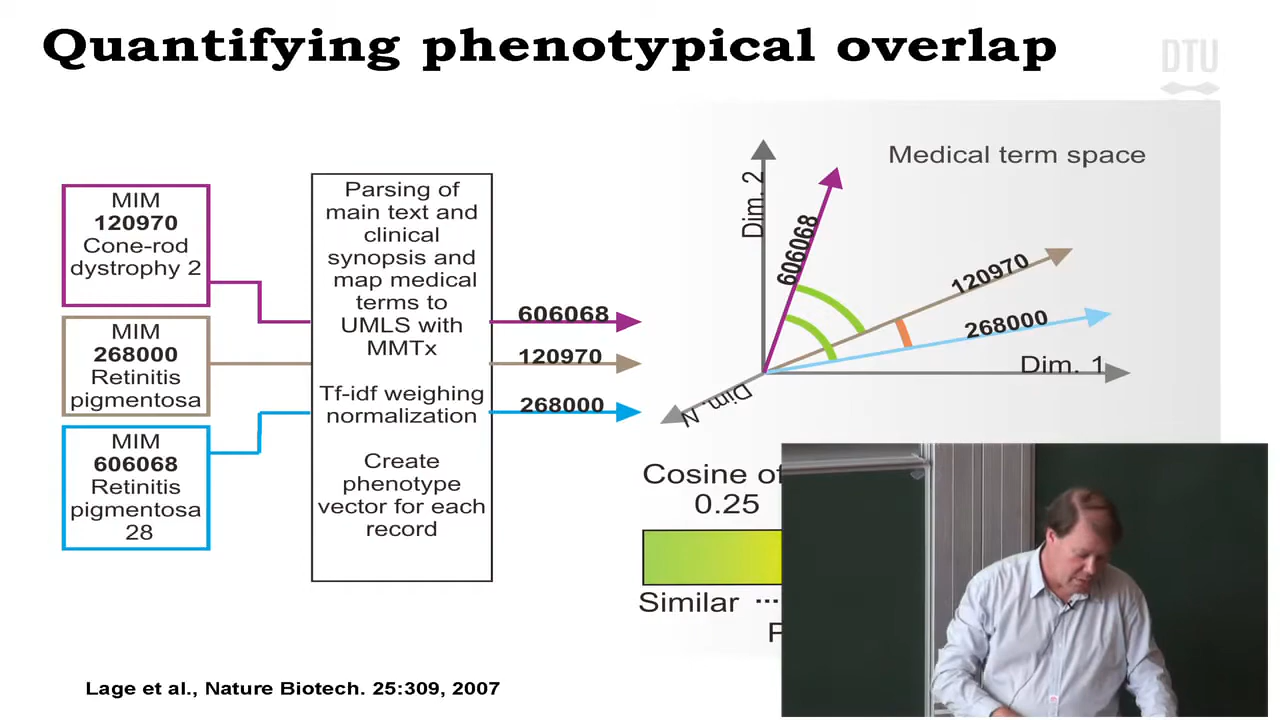 Quantifying phenotypical overlap
DTU
MIM
120970
Cone-rod
dystrophy 2
MIM
268000
Retinitis
pigmentosa
MIM
606068
Retinitis
pigmentosa
28
Parsing of
main text and
clinical
synopsis and
map medical
terms to
UMLS with
MMTx
Tf-idf weighing
normalization
Create
phenotype
vector for each
record
606068
120970
268000
Medical term space
Dim. 2
606068
120970
268000
Dim. 1
Dim. N
Cosine of
0.25
Similar ···
Lage et al., Nature Biotech. 25:309, 2007